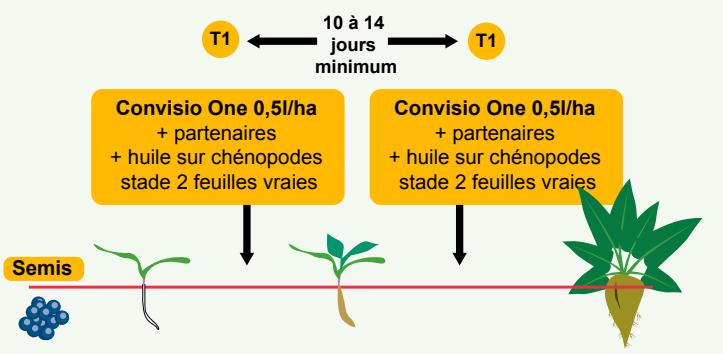 T1
10 à 14
jours
minimum
T1
Convisio One 0,5l/ha
+ partenaires
+ huile sur chénopodes
stade 2 feuilles vraies
Convisio One 0,5l/ha
+ partenaires
+ huile sur chénopodes
stade 2 feuilles vraies
Semis